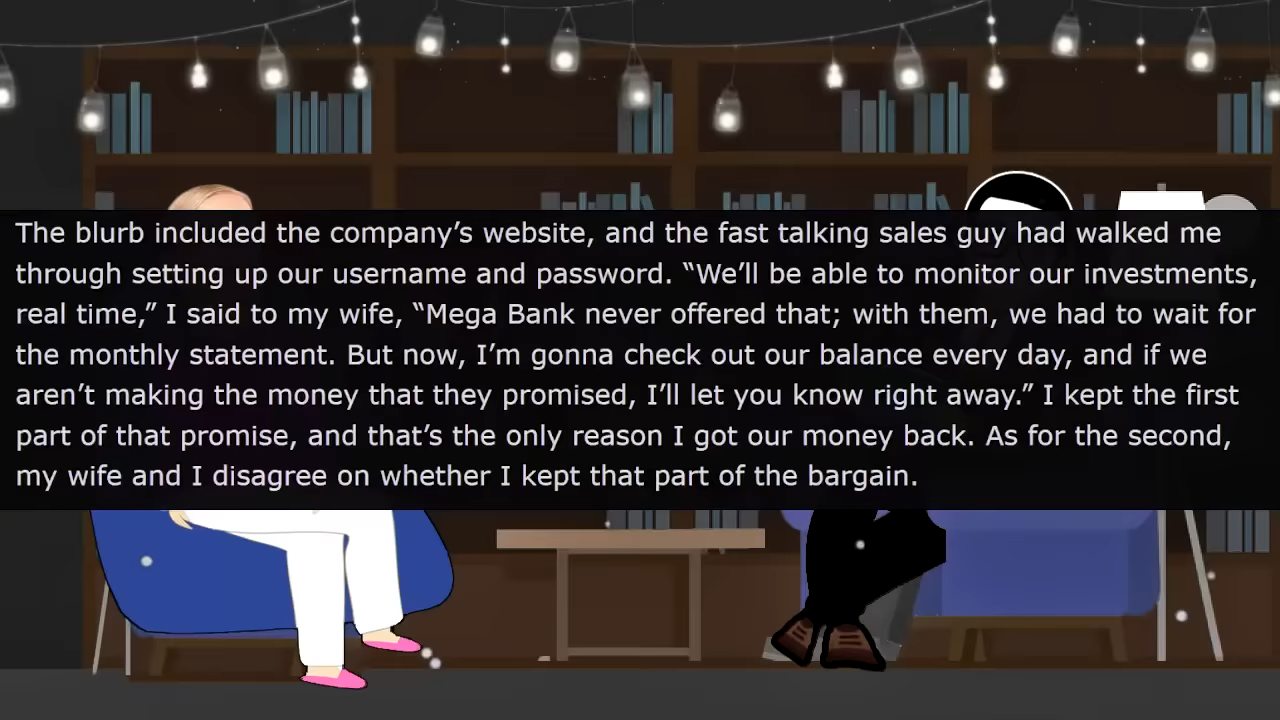 The blurb included the company’s website, and the fast talking sales guy had walked me
through setting up our username and password. “We’ll be able to monitor our investments,
real time,” I said to my wife, “Mega Bank never offered that; with them, we had to wait for
the monthly statement. But now, I’m gonna check out our balance every day, and if we
aren’t making the money that they promised, I’ll let you know right away.” I kept the first
part of that promise, and that’s the only reason I got our money back. As for the second,
my wife and I disagree on whether I kept that part of the bargain.